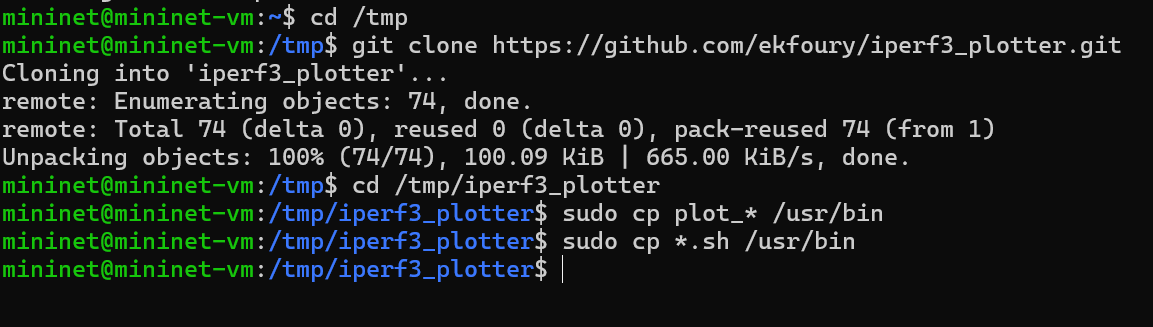 mininet@mininet-vm:~$ cd /tmp
mininet@mininet-vm:/tmp$ git clone https://github.com/ekfoury/iperf3_plotter.git
Cloning into 'iperf3_plotter'...
remote: Enumerating objects: 74, done.
remote: Total 74 (delta 0), reused 0 (delta 0), pack-reused 74 (from 1)
Unpacking objects: 100% (74/74), 100.09 KiB | 665.00 KiB/s, done.
mininet@mininet-vm:/tmp$ cd /tmp/iperf3_plotter
mininet@mininet-vm:/tmp/iperf3_plotter$ sudo cp plot_* /usr/bin
mininet@mininet-vm:/tmp/iperf3_plotter$ sudo cp *.sh /usr/bin
mininet@mininet-vm:/tmp/iperf3_plotter$